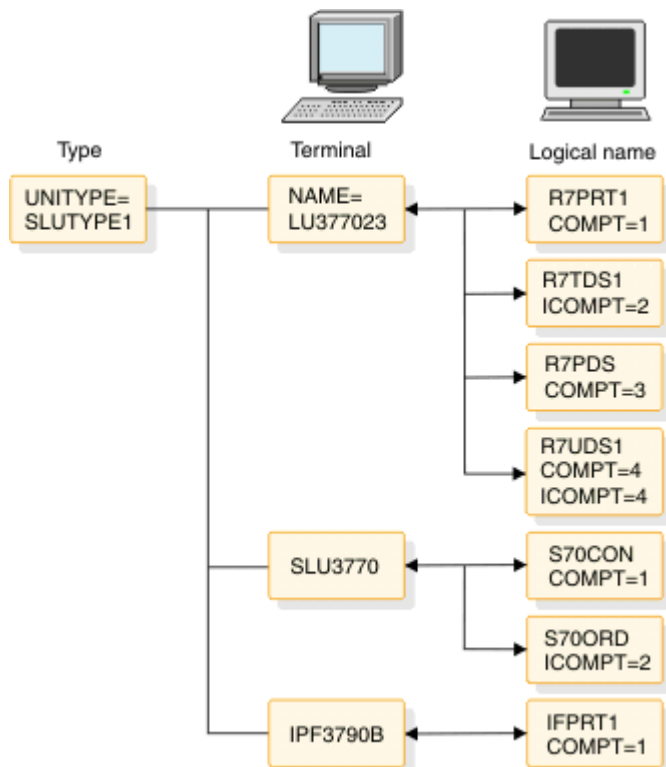 Type
Terminal
Logical name
UNITYPE=
SLUTYPE1
NAME=
LU377023
R7PRT1
COMPT=1
R7TDS1
ICOMPT=2
R7PDS
COMPT=3
R7UDS1
COMPT=4
ICOMPT=4
SLU3770
S70CON
COMPT=1
S70ORD
ICOMPT=2
IPF3790B
IFPRT1
COMPT=1